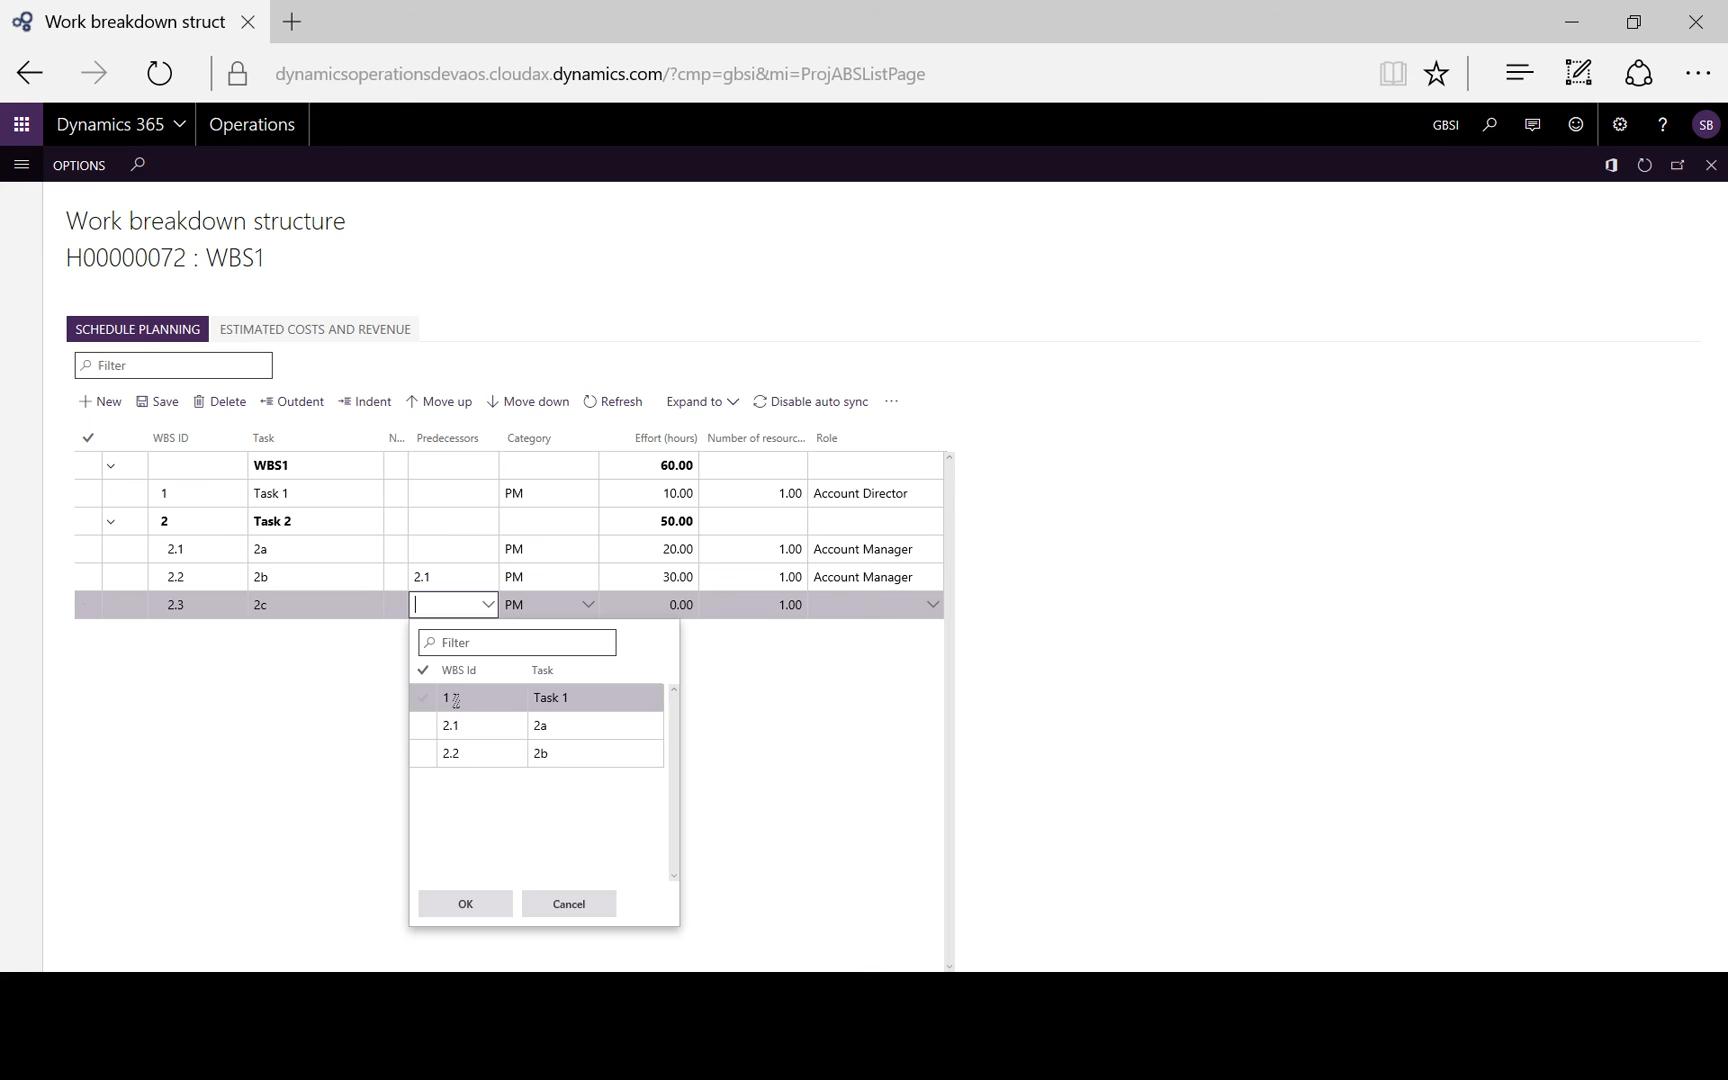 Work breakdown struct
dynamicsoperationsdevaos.cloudax.dynamics.com/?cmp=gbsi&mi=ProjABSListPage
Dynamics 365 Operations GBSI ? SB
OPTIONS
Work breakdown structure
H00000072 : WBS1
SCHEDULE PLANNING ESTIMATED COSTS AND REVENUE
Filter
New Save Delete Outdent Indent Move up Move down Refresh Expand to Disable auto sync ...
WBS ID Task N... Predecessors Category Effort (hours) Number of resourc... Role
WBS1 60.00
1 Task 1 PM 10.00 1.00 Account Director
2 Task 2 50.00
2.1 2a PM 20.00 1.00 Account Manager
2.2 2b 2.1 PM 30.00 1.00 Account Manager
2.3 2c PM 0.00 1.00
Filter
WBS Id Task
1 Task 1
2.1 2a
2.2 2b
OK Cancel